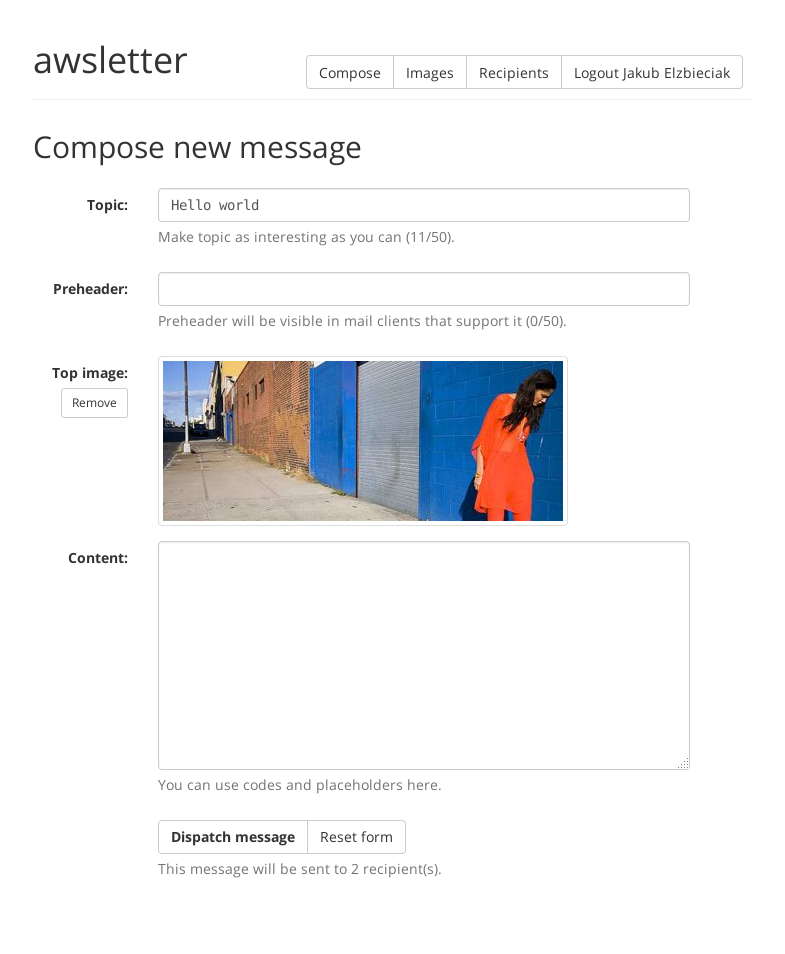 awsletter
Compose Images Recipients Logout Jakub Elzbieciak
Compose new message
Topic: Hello world
Make topic as interesting as you can (11/50).
Preheader:
Preheader will be visible in mail clients that support it (0/50).
Top image:
Remove
Content:
You can use codes and placeholders here.
Dispatch message Reset form
This message will be sent to 2 recipient(s).